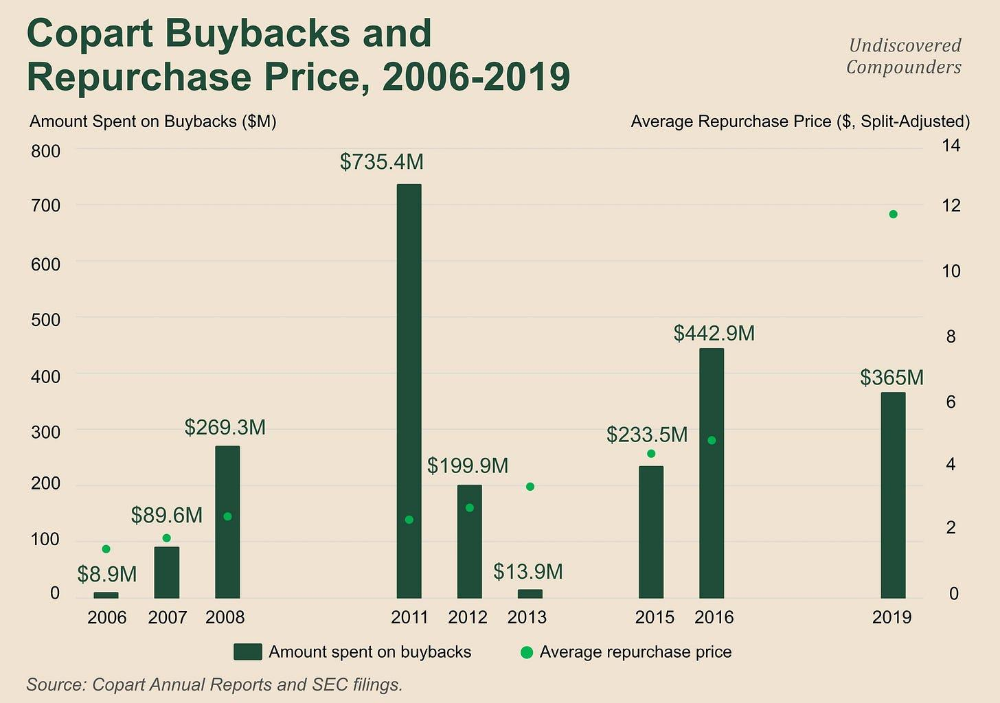 Copart Buybacks and
Repurchase Price, 2006-2019
Undiscovered
Compounders
Amount Spent on Buybacks ($M)
Average Repurchase Price ($, Split-Adjusted)
800
700
600
500
400
300
200
100
0
14
12
10
8
6
4
2
0
$8.9M
$89.6M
$269.3M
$735.4M
$199.9M
$13.9M
$233.5M
$442.9M
$365M
2006 2007 2008 2011 2012 2013 2015 2016 2019
Amount spent on buybacks
Average repurchase price
Source: Copart Annual Reports and SEC filings.